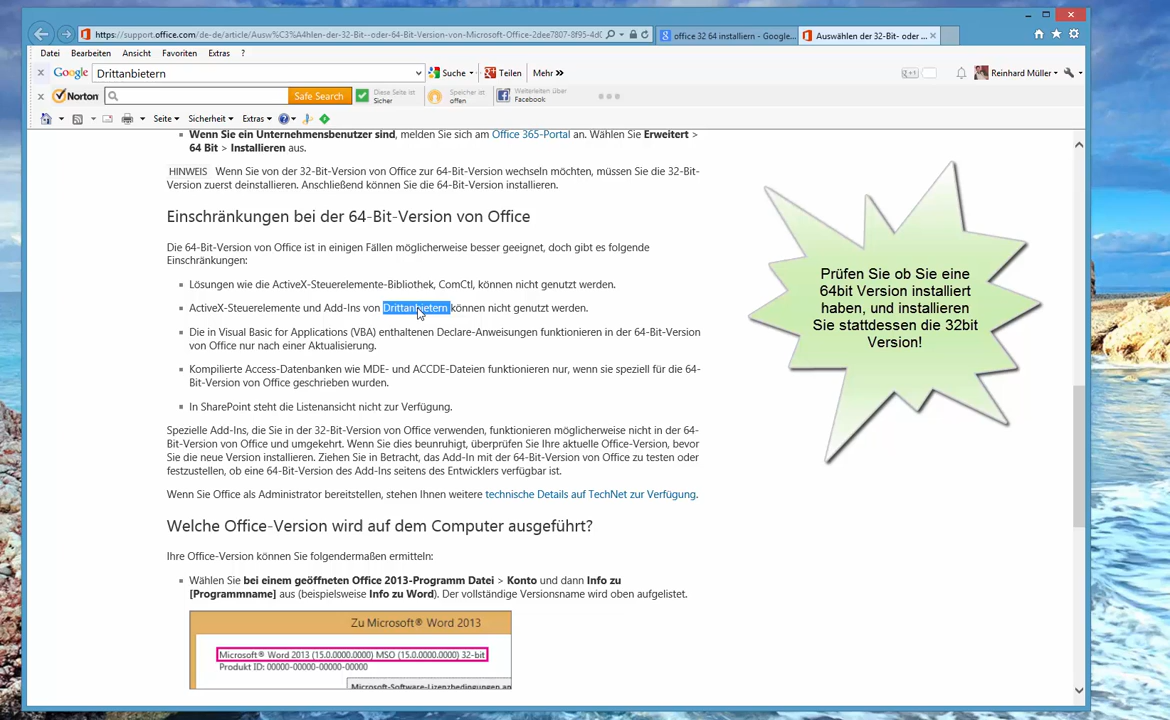 https://support.office.com/de-de/article/Ausw%C3%A4hlen-der-32-Bit--oder-64-Bit-Version-von-Microsoft-Office-2dee7807-8f95-4d0
office 32 64 installiern - Google...
Auswählen der 32-Bit- oder ...
Datei Bearbeiten Ansicht Favoriten Extras ?
Google Drittanbietern Suche Teilen Mehr »
Reinhard Müller
Norton Safe Search Diese Seite ist Sicher Speicher ist offen Weiterleiten über Facebook
Seite Sicherheit Extras
Wenn Sie ein Unternehmensbenutzer sind, melden Sie sich am Office 365-Portal an. Wählen Sie Erweitert >
64 Bit > Installieren aus.
HINWEIS Wenn Sie von der 32-Bit-Version von Office zur 64-Bit-Version wechseln möchten, müssen Sie die 32-Bit-
Version zuerst deinstallieren. Anschließend können Sie die 64-Bit-Version installieren.
Einschränkungen bei der 64-Bit-Version von Office
Die 64-Bit-Version von Office ist in einigen Fällen möglicherweise besser geeignet, doch gibt es folgende
Einschränkungen:
Lösungen wie die ActiveX-Steuerelemente-Bibliothek, ComCtl, können nicht genutzt werden.
ActiveX-Steuerelemente und Add-Ins von Drittanbietern können nicht genutzt werden.
Die in Visual Basic for Applications (VBA) enthaltenen Declare-Anweisungen funktionieren in der 64-Bit-Version
von Office nur nach einer Aktualisierung.
Kompilierte Access-Datenbanken wie MDE- und ACCDE-Dateien funktionieren nur, wenn sie speziell für die 64-
Bit-Version von Office geschrieben wurden.
In SharePoint steht die Listenansicht nicht zur Verfügung.
Spezielle Add-Ins, die Sie in der 32-Bit-Version von Office verwenden, funktionieren möglicherweise nicht in der 64-
Bit-Version von Office und umgekehrt. Wenn Sie dies beunruhigt, überprüfen Sie Ihre aktuelle Office-Version, bevor
Sie die neue Version installieren. Ziehen Sie in Betracht, das Add-In mit der 64-Bit-Version von Office zu testen oder
festzustellen, ob eine 64-Bit-Version des Add-Ins seitens des Entwicklers verfügbar ist.
Wenn Sie Office als Administrator bereitstellen, stehen Ihnen weitere technische Details auf TechNet zur Verfügung.
Welche Office-Version wird auf dem Computer ausgeführt?
Ihre Office-Version können Sie folgendermaßen ermitteln:
Wählen Sie bei einem geöffneten Office 2013-Programm Datei > Konto und dann Info zu
[Programmname] aus (beispielsweise Info zu Word). Der vollständige Versionsname wird oben aufgelistet.
Zu Microsoft® Word 2013
Microsoft® Word 2013 (15.0.0000.0000) MSO (15.0.0000.0000) 32-bit
Produkt ID: 00000-00000-00000-00000
Microsoft-Software-Lizenzbedingungen an
Prüfen Sie ob Sie eine
64bit Version installiert
haben, und installieren
Sie stattdessen die 32bit
Version!